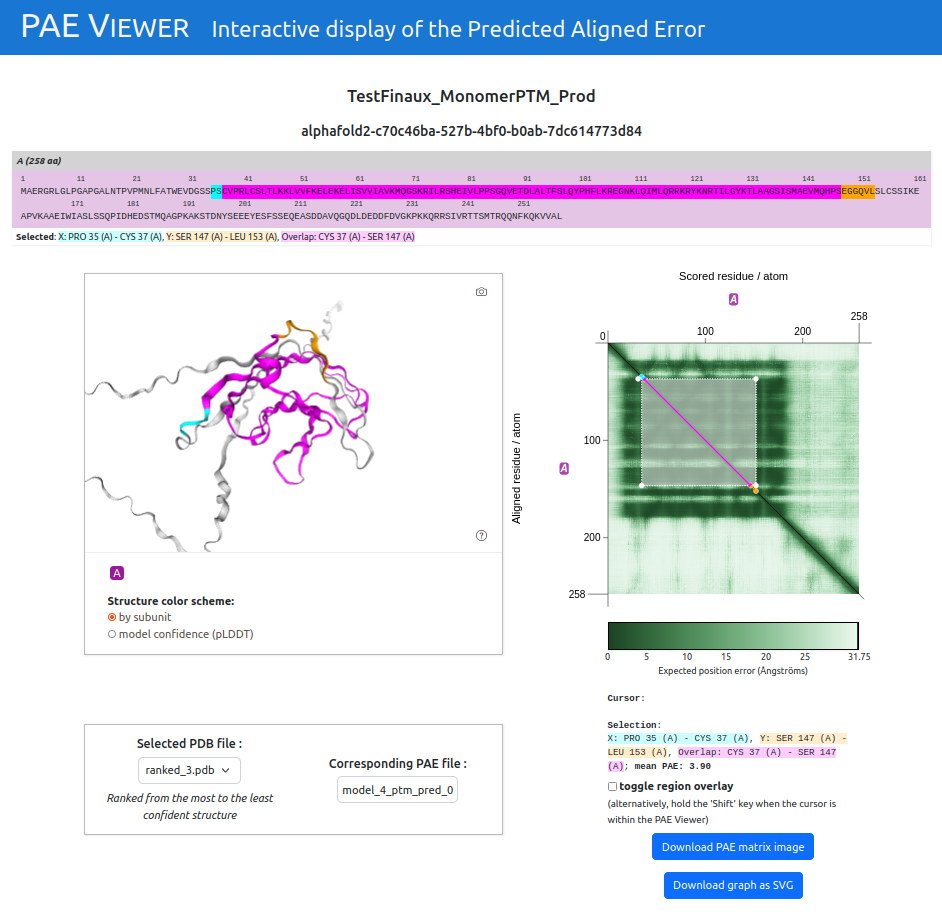 PAE VIEWER Interactive display of the Predicted Aligned Error
TestFinaux_MonomerPTM_Prod
alphafold2-c70c46ba-527b-4bf0-b0ab-7dc614773d84
A (258 aa)
1 11 21 31 41 51 61 71 81 91 101 111 121 131 141 151 161
MAERGRLGLPGAPGALNTPVPMNLFATWEVDGSSPSCVPRLCSLTLKKLVVFKELEKELISVVIAVKMQGSKRILRSHEIVLPPSGQVETDLALTFSLQYPHFLKREGNKLQIMLQRRKRYKNRTILGYKTLAAGSISMAEVMQHPSEGGQVLSLCSSIKE
171 181 191 201 211 221 231 241 251
APVKAAEIWIASLSSQPIDHEDSTMQAGPKAKSTDNYSEEEYESFSSEQEASDDAVQGQDLDEDDFDVGKPKKQRRSIVRTTSMTRQQNFKQKVVAL
Selected: X: PRO 35 (A) - CYS 37 (A), Y: SER 147 (A) - LEU 153 (A), Overlap: CYS 37 (A) - SER 147 (A)
Scored residue / atom
A
0 100 200 258
Aligned residue / atom
A
100
200
258
?
A
Structure color scheme:
by subunit
model confidence (pLDDT)
0 5 10 15 20 25 31.75
Expected position error (Ångströms)
Cursor:
Selection:
X: PRO 35 (A) - CYS 37 (A), Y: SER 147 (A) -
LEU 153 (A), Overlap: CYS 37 (A) - SER 147
(A); mean PAE: 3.90
toggle region overlay
(alternatively, hold the 'Shift' key when the cursor is
within the PAE Viewer)
Download PAE matrix image
Download graph as SVG
Selected PDB file :
ranked_3.pdb
Ranked from the most to the least
confident structure
Corresponding PAE file :
model_4_ptm_pred_0